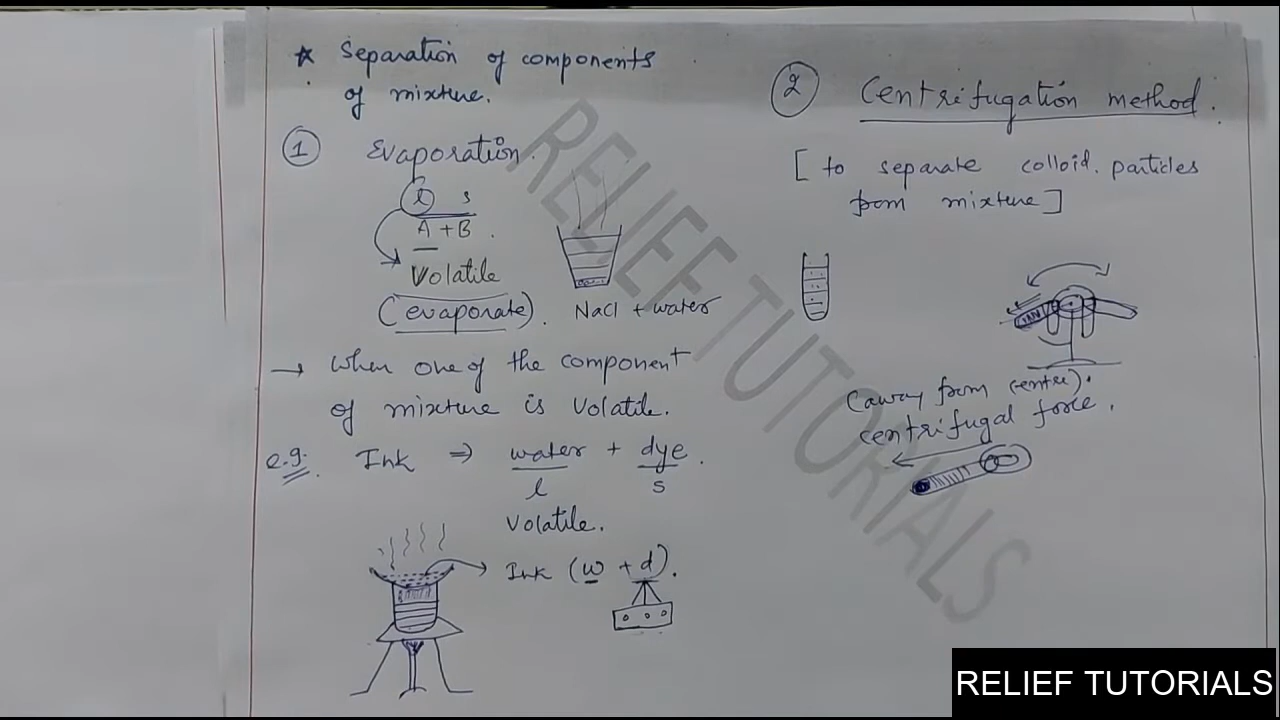 * Separation of components
of mixture.
① Evaporation.
l s
A + B.
Volatile
(evaporate).
NaCl + water
→ When one of the component
of mixture is Volatile.
e.g. Ink ⇒ water + dye.
l s
Volatile.
Ink (w + d).
② Centrifugation method.
[ to separate colloid particles
from mixture ]
(away from centre).
centrifugal force.
RELIEF TUTORIALS
RELIEF TUTORIALS